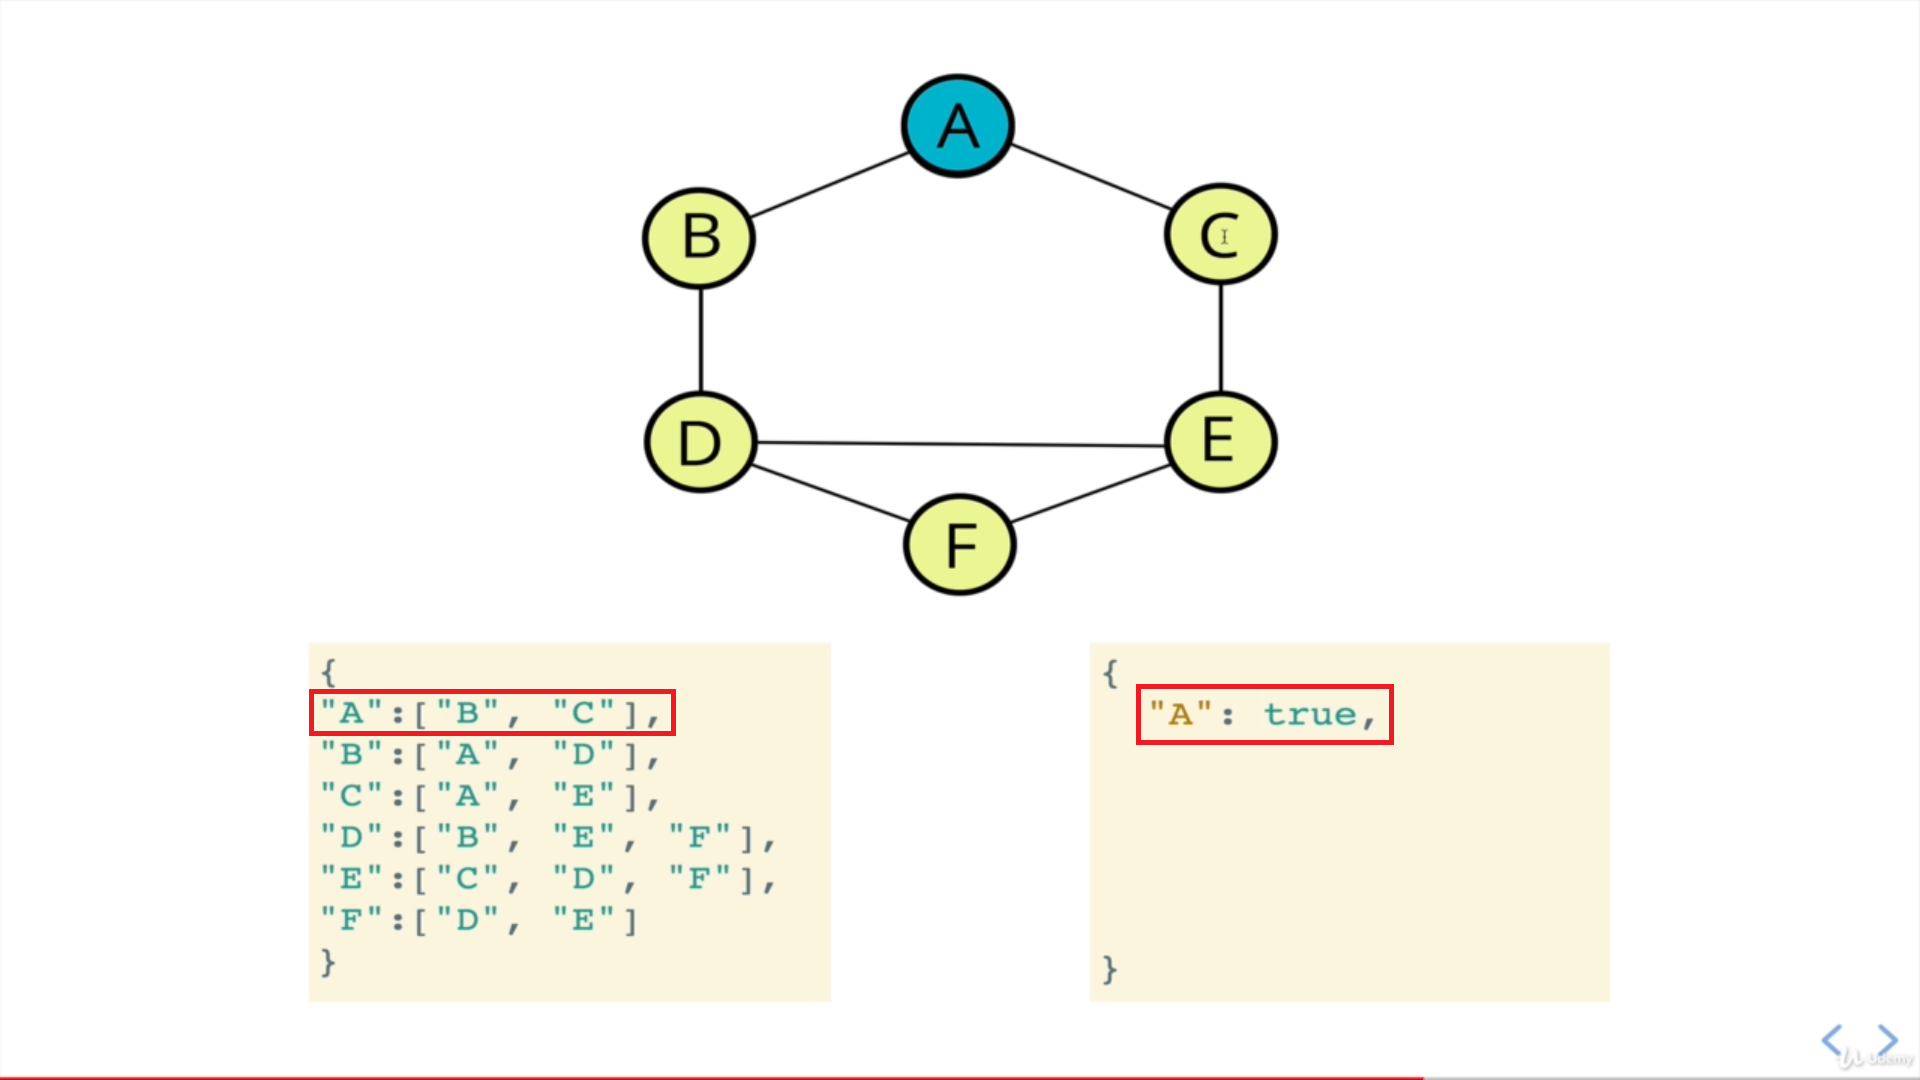 A
B
C
D
E
F
{
"A":["B", "C"],
"B":["A", "D"],
"C":["A", "E"],
"D":["B", "E", "F"],
"E":["C", "D", "F"],
"F":["D", "E"]
}
{
"A": true,
}
Udemy